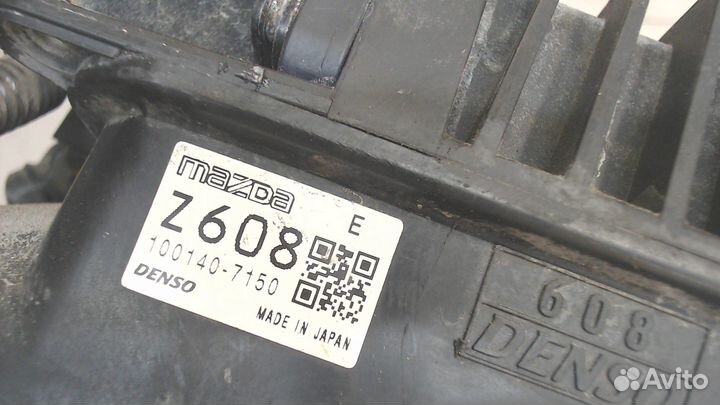 mazda
Z608 E
100140-7150
DENSO
MADE IN JAPAN
608
DENSO
Avito